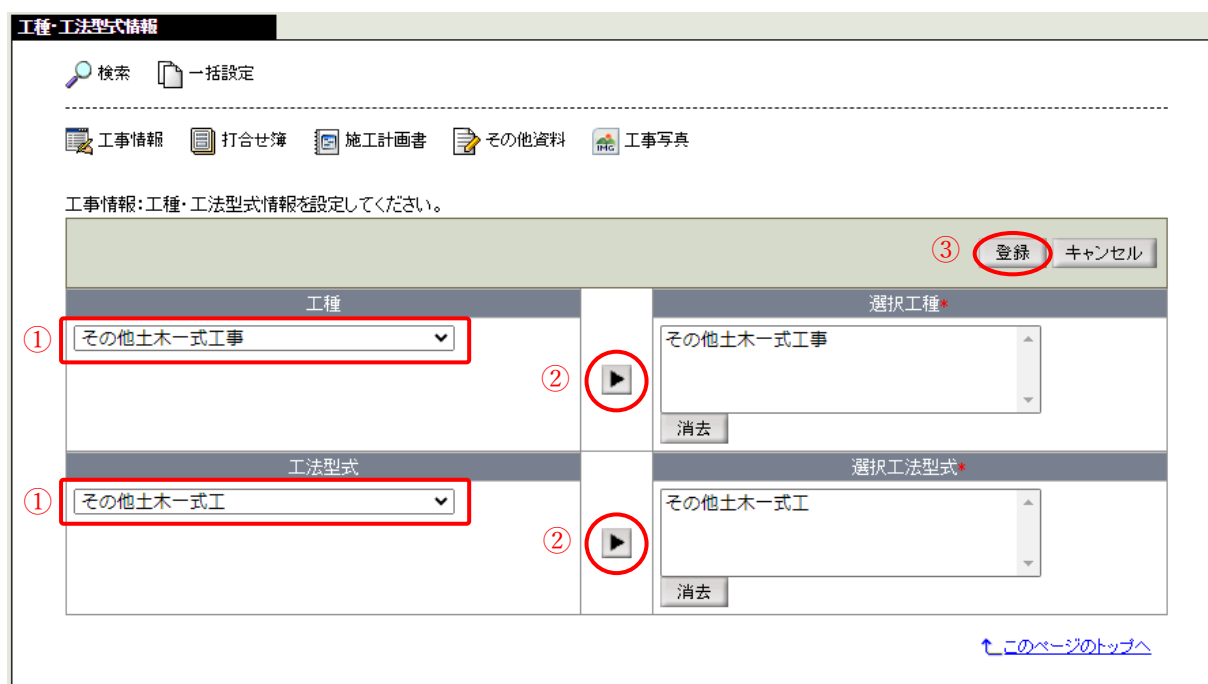 工種・工法型式情報
検索 一括設定
工事情報 打合せ簿 施工計画書 その他資料 IMG 工事写真
工事情報：工種・工法型式情報を設定してください。
③ 登録 キャンセル
工種 選択工種*
① その他土木一式工事 ② ▶ その他土木一式工事
消去
工法型式 選択工法型式*
① その他土木一式工 ② ▶ その他土木一式工
消去
このページのトップへ